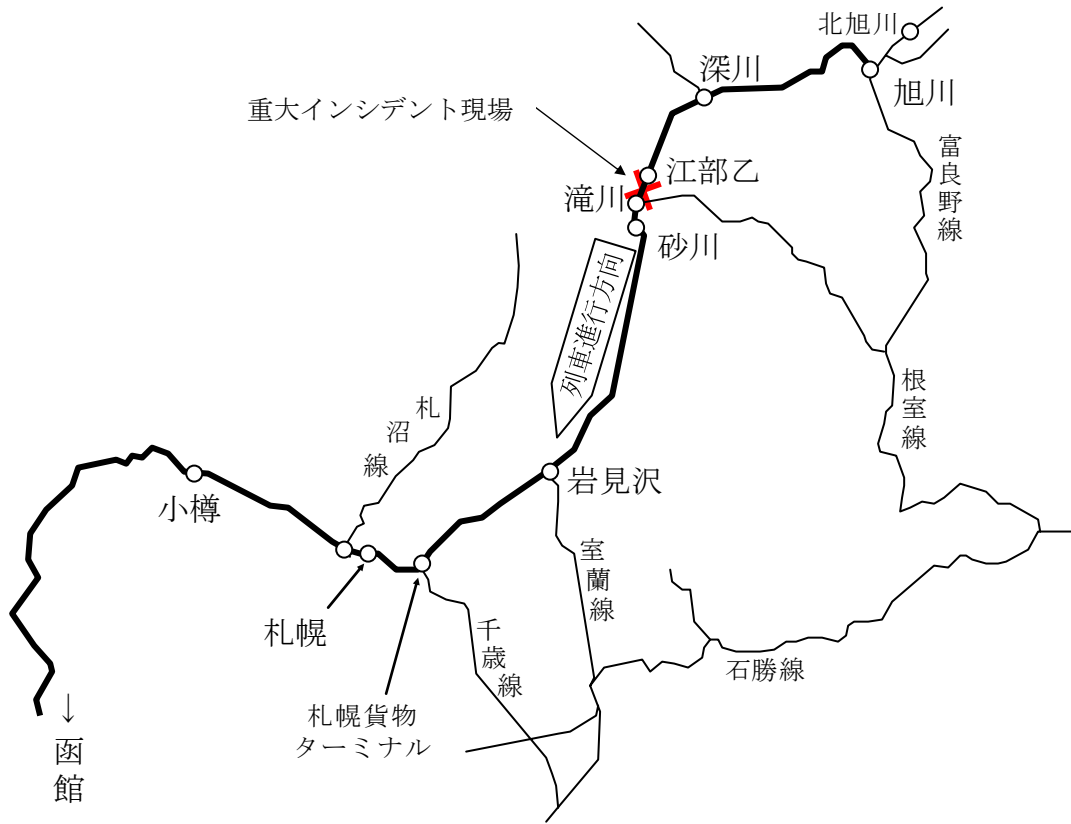 北旭川
深川
旭川
重大インシデント現場
富良野線
江部乙
滝川
砂川
列車進行方向
根室線
札沼線
岩見沢
小樽
室蘭線
札幌
千歳線
石勝線
札幌貨物
ターミナル
↓
函館